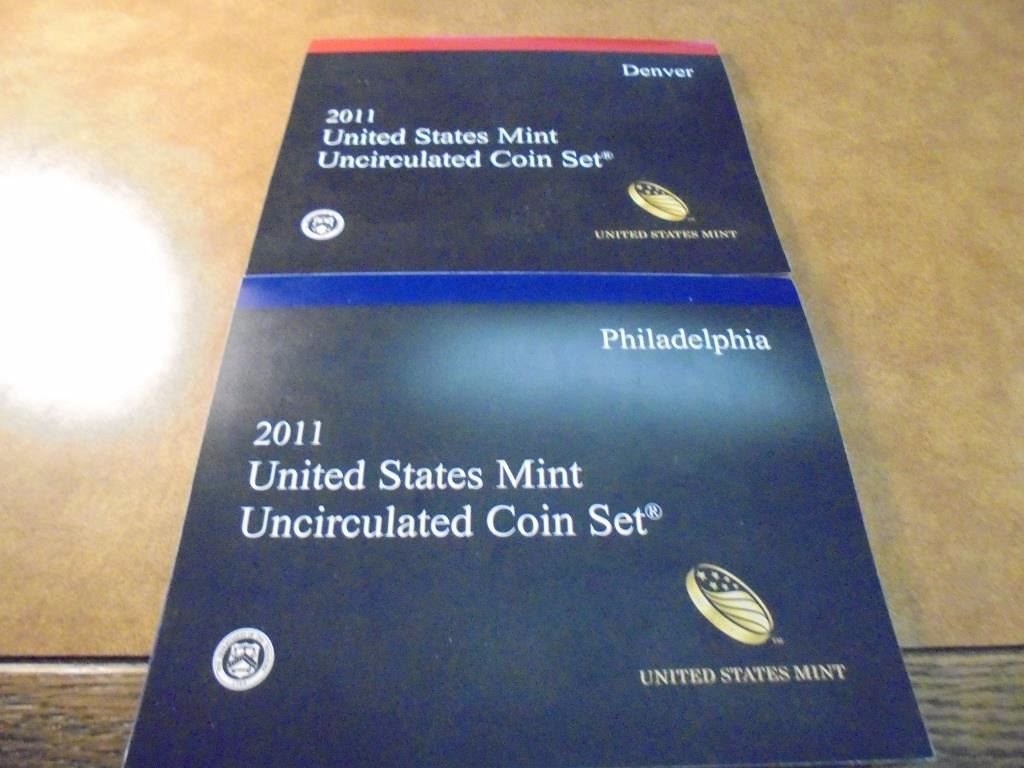 Denver
2011
United States Mint
Uncirculated Coin Set®
UNITED STATES MINT
Philadelphia
2011
United States Mint
Uncirculated Coin Set®
UNITED STATES MINT